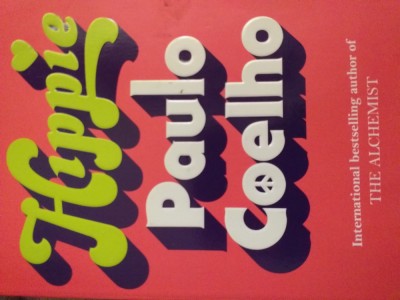 Hippie
Paulo
Coelho
International bestselling author of
THE ALCHEMIST